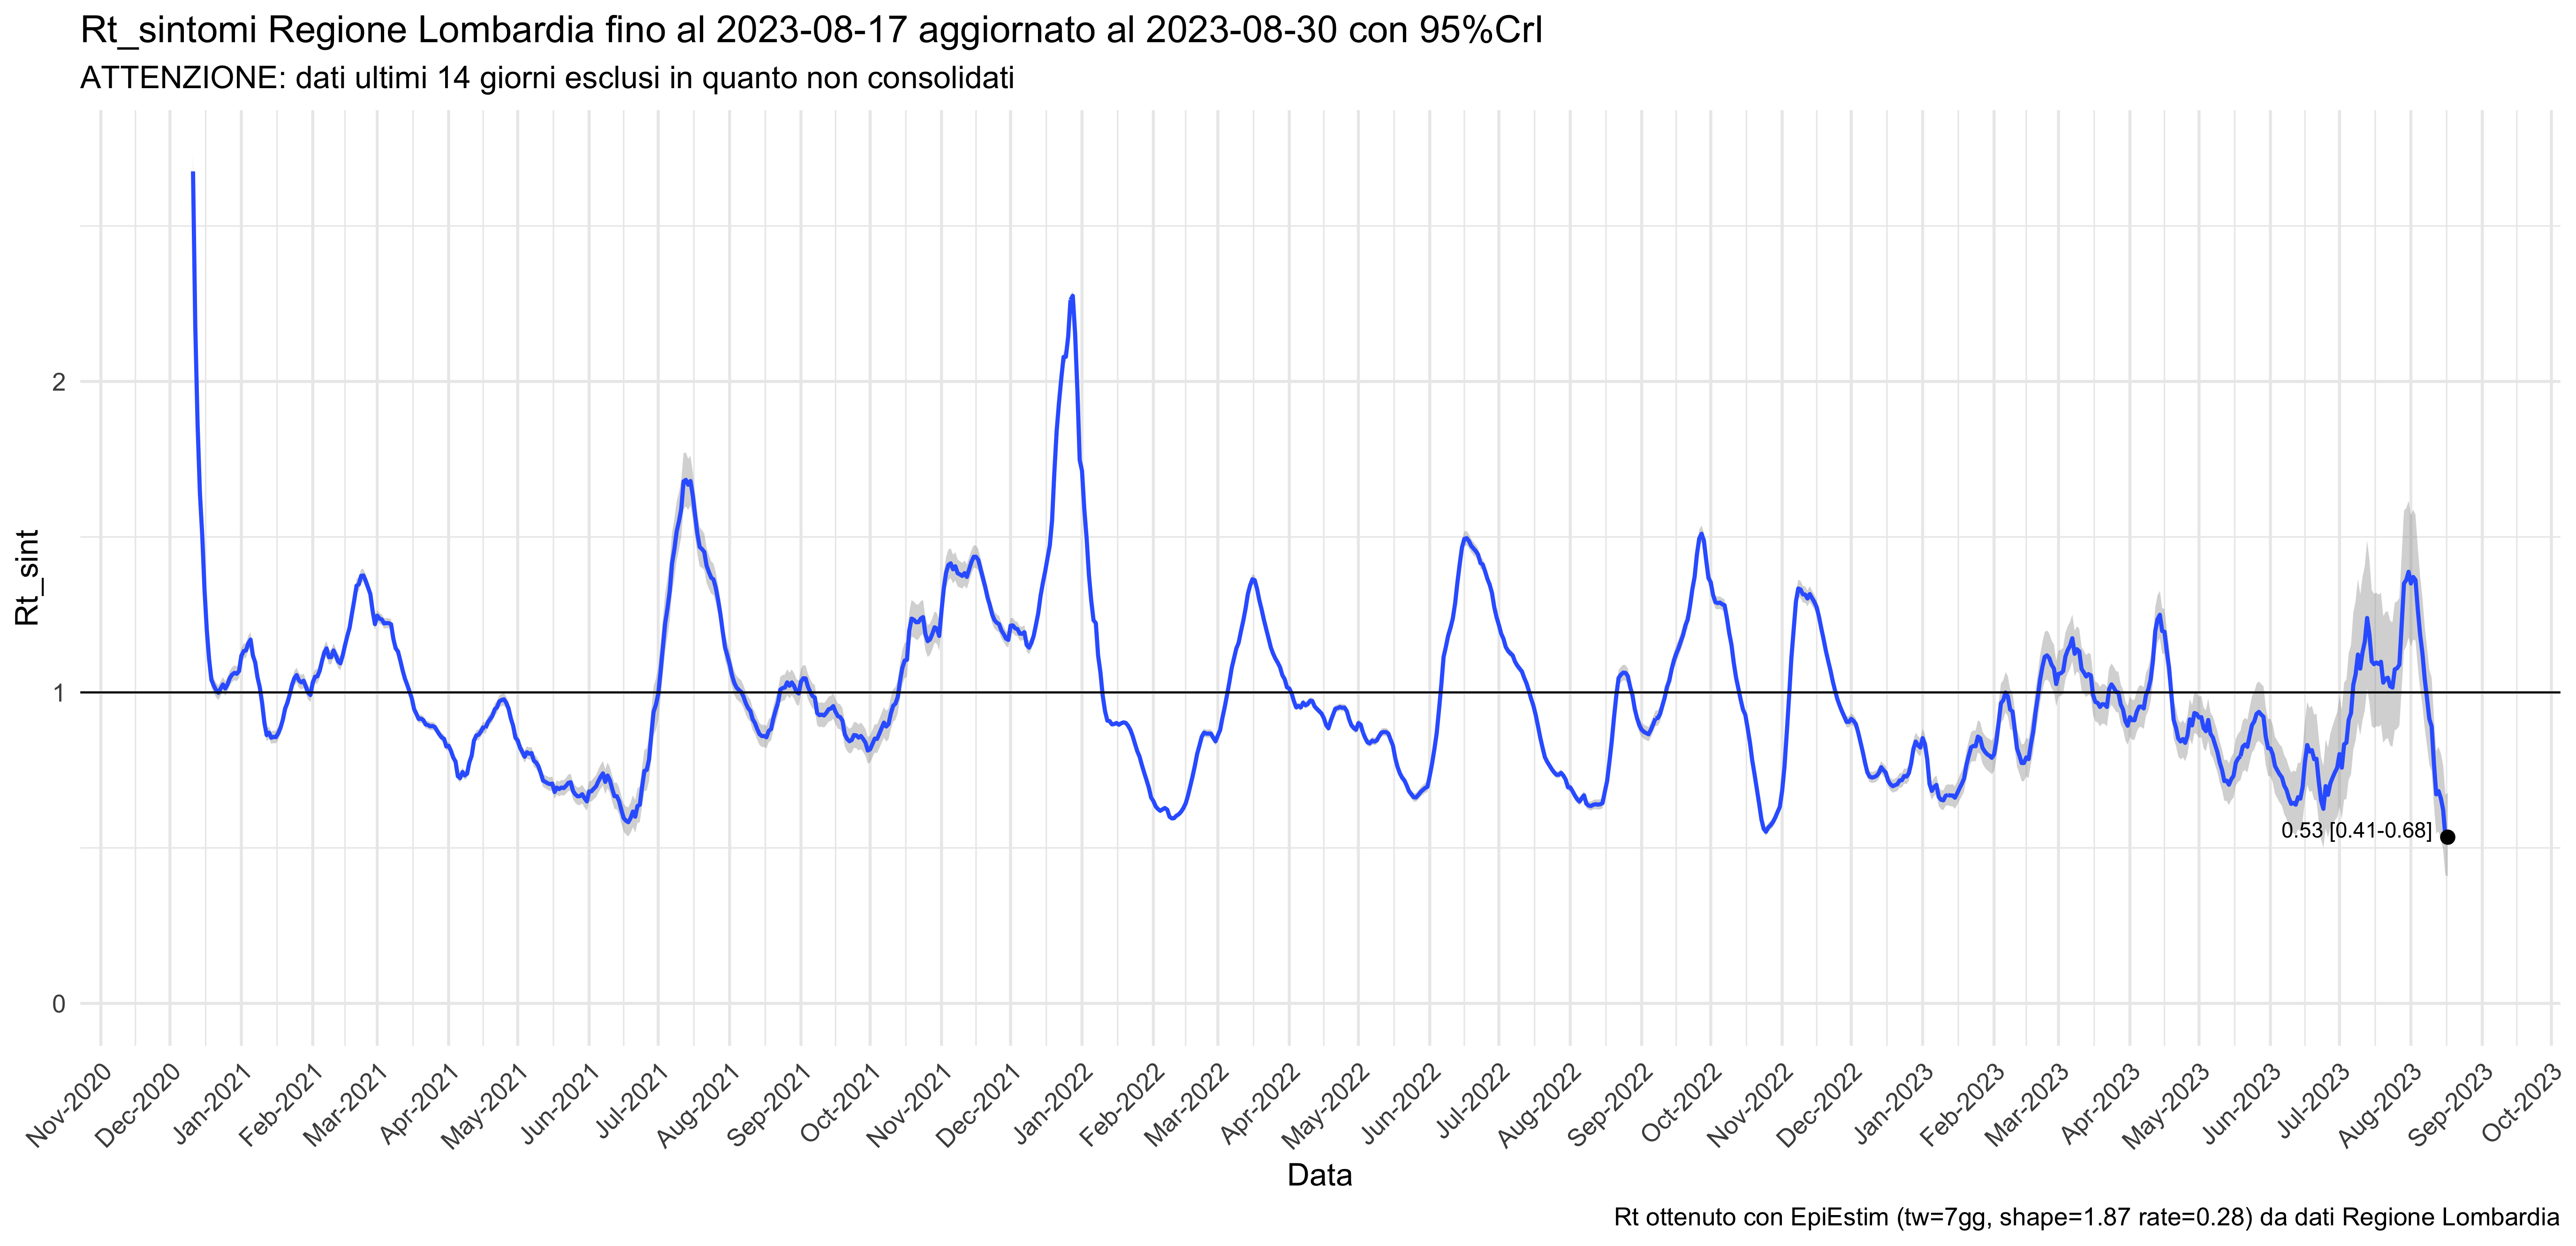 Rt_sintomi Regione Lombardia fino al 2023-08-17 aggiornato al 2023-08-30 con 95%CrI
ATTENZIONE: dati ultimi 14 giorni esclusi in quanto non consolidati
Rt_sint
2
1
0
0.53 [0.41-0.68]
Nov-2020
Dec-2020
Jan-2021
Feb-2021
Mar-2021
Apr-2021
May-2021
Jun-2021
Jul-2021
Aug-2021
Sep-2021
Oct-2021
Nov-2021
Dec-2021
Jan-2022
Feb-2022
Mar-2022
Apr-2022
May-2022
Jun-2022
Jul-2022
Aug-2022
Sep-2022
Oct-2022
Nov-2022
Dec-2022
Jan-2023
Feb-2023
Mar-2023
Apr-2023
May-2023
Jun-2023
Jul-2023
Aug-2023
Sep-2023
Oct-2023
Data
Rt ottenuto con EpiEstim (tw=7gg, shape=1.87 rate=0.28) da dati Regione Lombardia